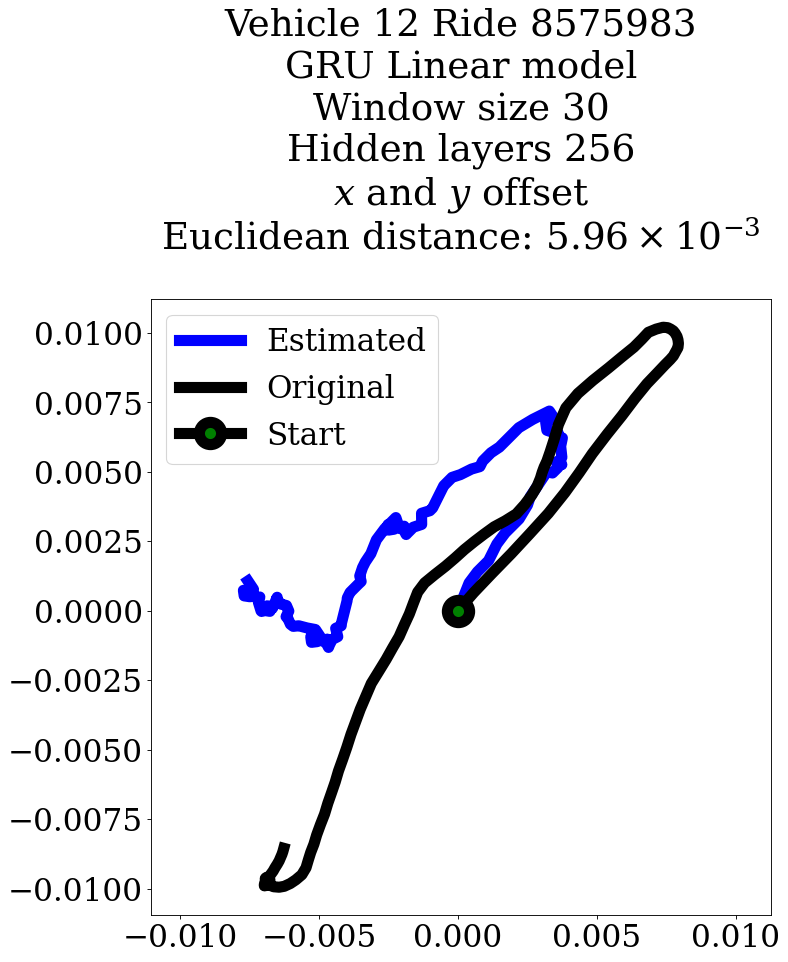 Vehicle 12 Ride 8575983
GRU Linear model
Window size 30
Hidden layers 256
x and y offset
Euclidean distance: 5.96 × 10⁻³
Estimated
Original
Start
0.0100
0.0075
0.0050
0.0025
0.0000
−0.0025
−0.0050
−0.0075
−0.0100
−0.010 −0.005 0.000 0.005 0.010